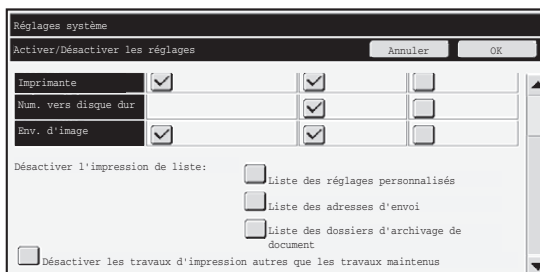 Réglages système
Activer/Désactiver les réglages
Annuler
OK
Imprimante
Num. vers disque dur
Env. d'image
Désactiver l'impression de liste:
Liste des réglages personnalisés
Liste des adresses d'envoi
Liste des dossiers d'archivage de
document
Désactiver les travaux d'impression autres que les travaux maintenus